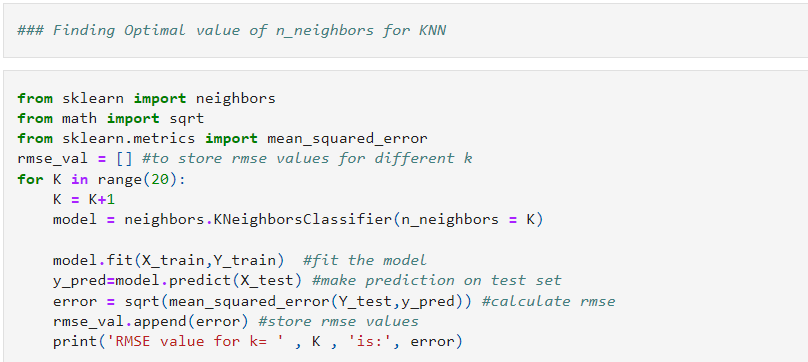 ### Finding Optimal value of n_neighbors for KNN
from sklearn import neighbors
from math import sqrt
from sklearn.metrics import mean_squared_error
rmse_val = [] #to store rmse values for different k
for K in range(20):
    K = K+1
    model = neighbors.KNeighborsClassifier(n_neighbors = K)
    model.fit(X_train,Y_train)  #fit the model
    y_pred=model.predict(X_test) #make prediction on test set
    error = sqrt(mean_squared_error(Y_test,y_pred)) #calculate rmse
    rmse_val.append(error) #store rmse values
    print('RMSE value for k= ' , K , 'is:', error)